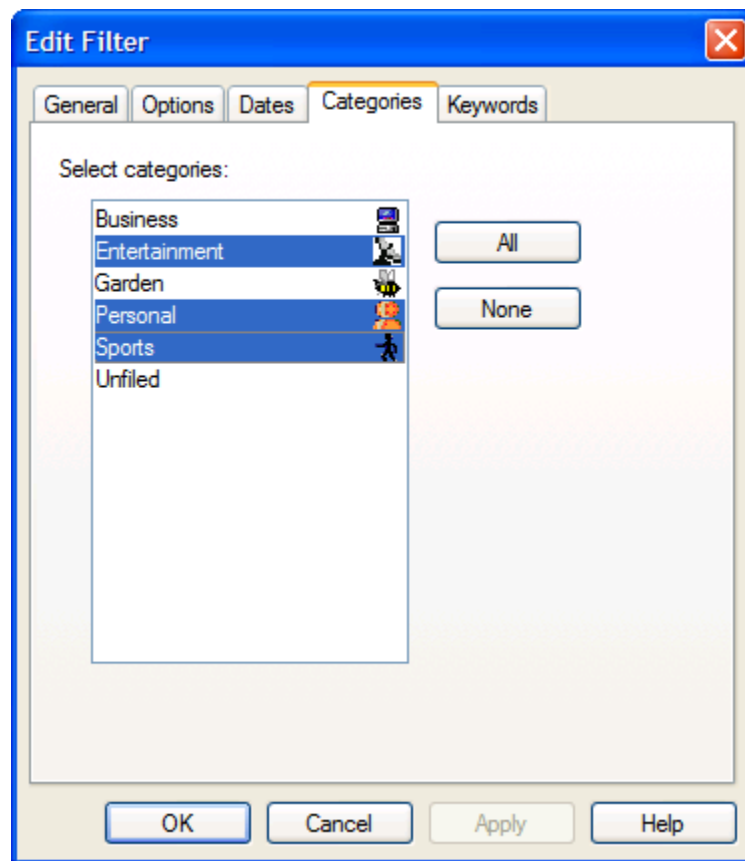 Edit Filter
General Options Dates Categories Keywords
Select categories:
Business
Entertainment
Garden
Personal
Sports
Unfiled
All
None
OK Cancel Apply Help